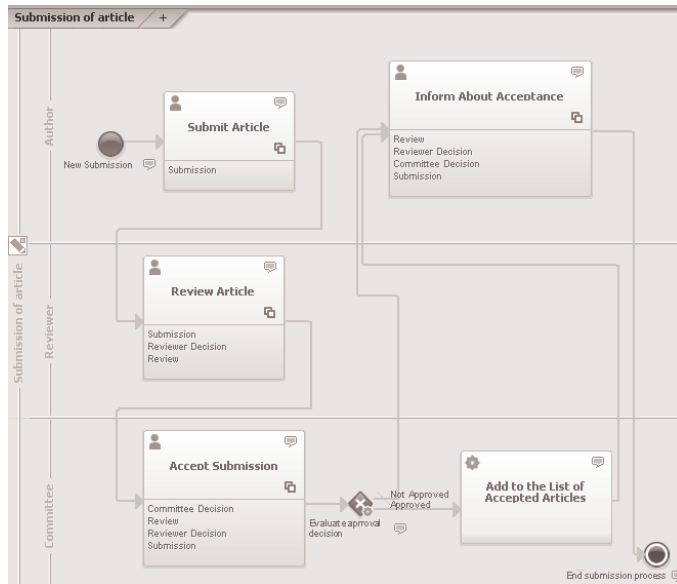 Submission of article
+
Author
New Submission
Submit Article
Submission
Inform About Acceptance
Review
Reviewer Decision
Committee Decision
Submission
Submission of article
Reviewer
Review Article
Submission
Reviewer Decision
Review
Committee
Accept Submission
Committee Decision
Review
Reviewer Decision
Submission
Evaluate aprroval
decision
Not Approved
Approved
Add to the List of
Accepted Articles
End submission process